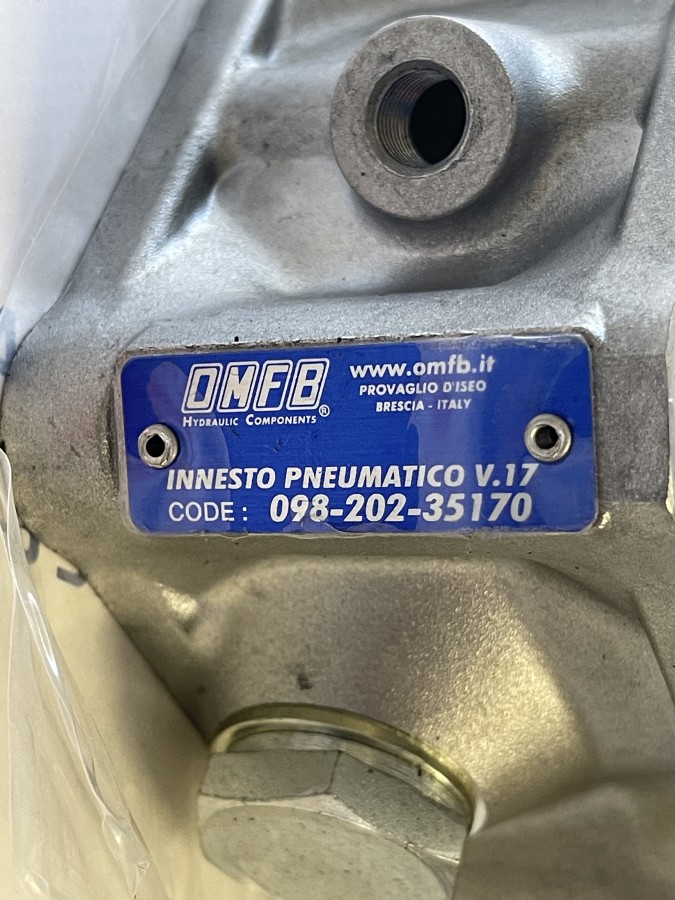 OMFB®
HYDRAULIC COMPONENTS
www.omfb.it
PROVAGLIO D'ISEO
BRESCIA - ITALY
INNESTO PNEUMATICO V.17
CODE: 098-202-35170